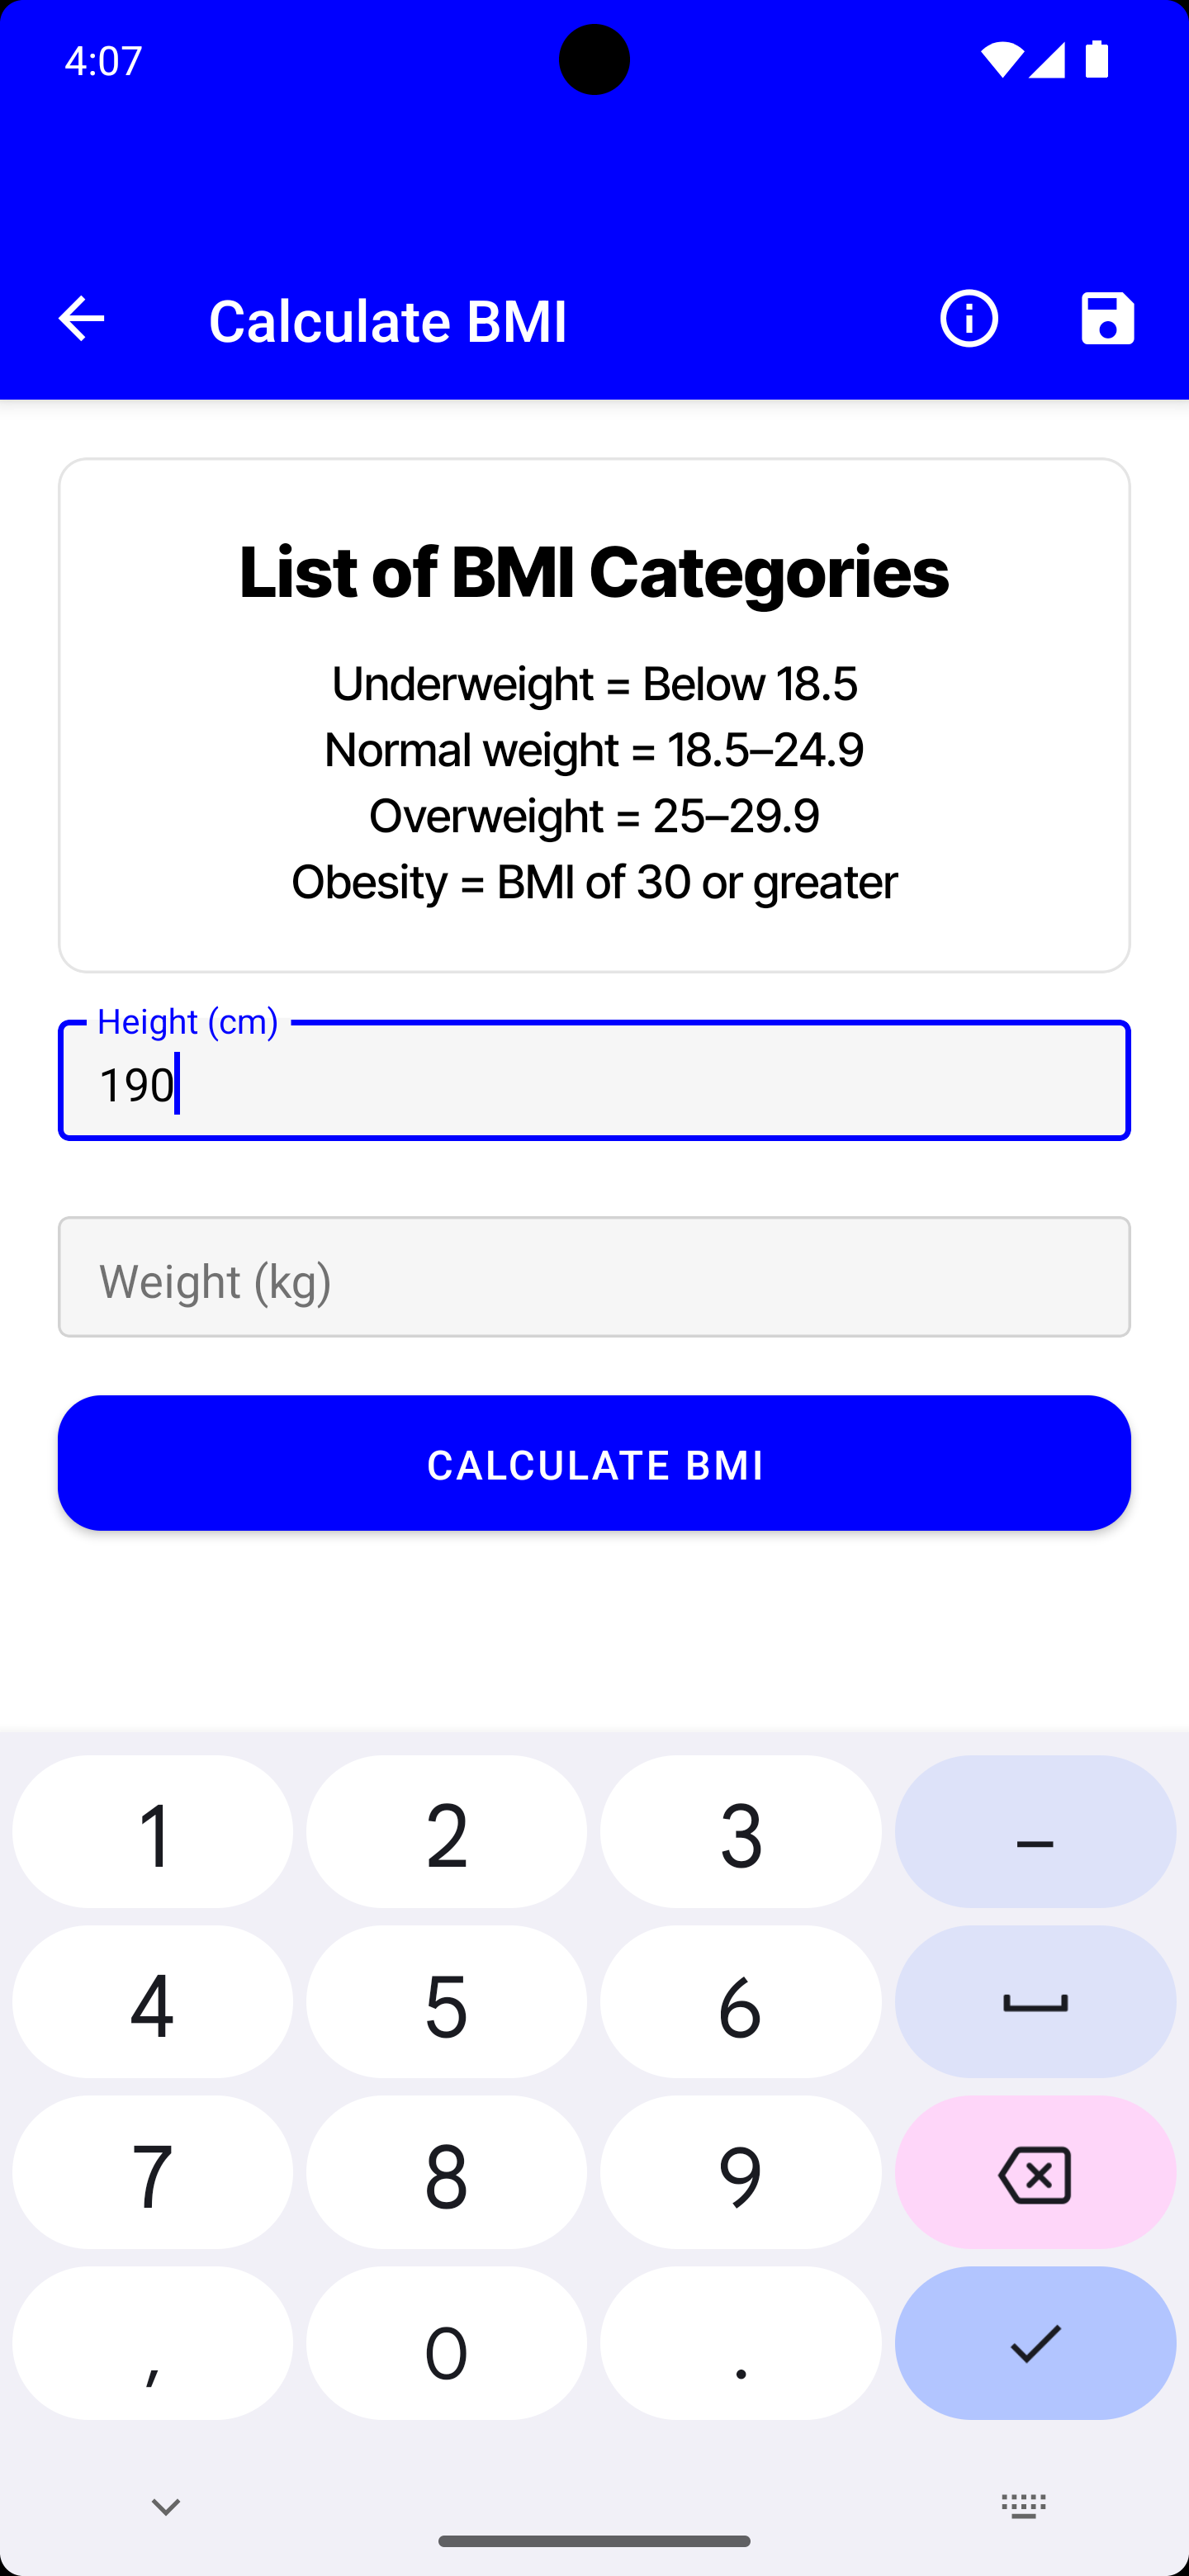 4:07
Calculate BMI
List of BMI Categories
Underweight = Below 18.5
Normal weight = 18.5–24.9
Overweight = 25–29.9
Obesity = BMI of 30 or greater
Height (cm)
190
Weight (kg)
CALCULATE BMI
1 2 3 –
4 5 6
7 8 9
, 0 .